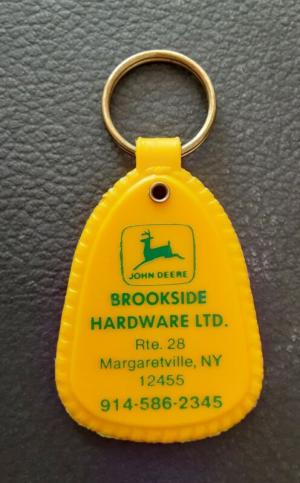 JOHN DEERE
BROOKSIDE
HARDWARE LTD.
Rte. 28
Margaretville, NY
12455
914-586-2345